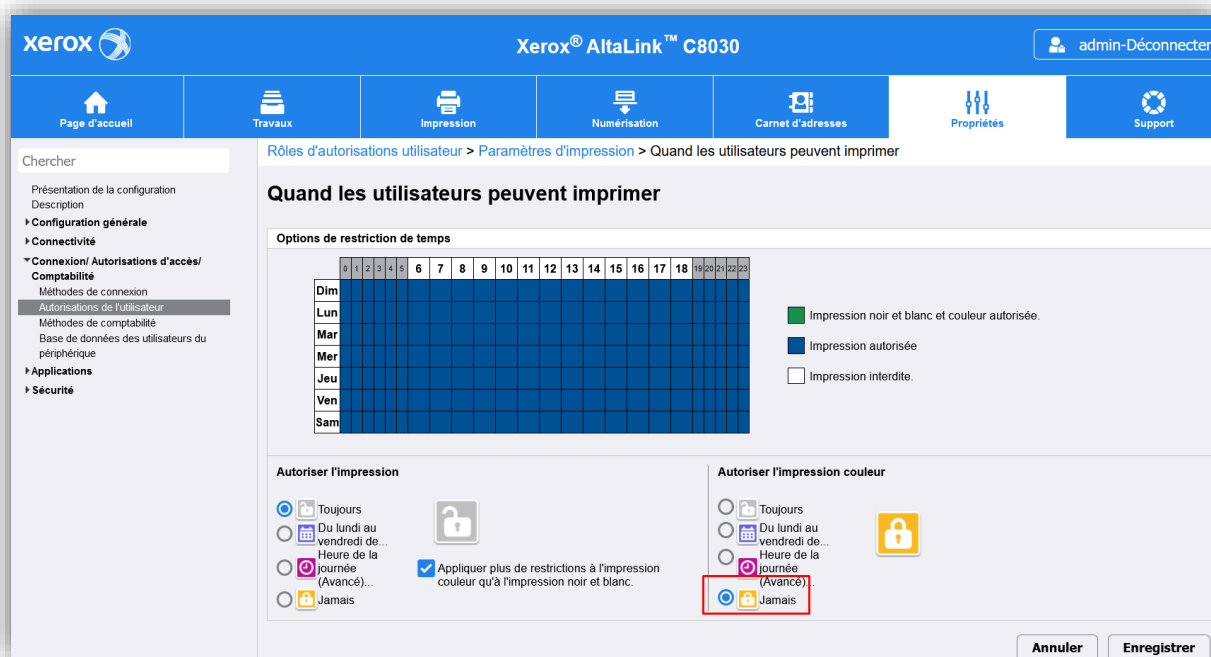 xerox
Xerox® AltaLink™ C8030
admin-Déconnecter
Page d'accueil
Travaux
Impression
Numérisation
Carnet d'adresses
Propriétés
Support
Chercher
Présentation de la configuration
Description
Configuration générale
Connectivité
Connexion/ Autorisations d'accès/
Comptabilité
Méthodes de connexion
Autorisations de l'utilisateur
Méthodes de comptabilité
Base de données des utilisateurs du
périphérique
Applications
Sécurité
Rôles d'autorisations utilisateur > Paramètres d'impression > Quand les utilisateurs peuvent imprimer
Quand les utilisateurs peuvent imprimer
Options de restriction de temps
0 1 2 3 4 5 6 7 8 9 10 11 12 13 14 15 16 17 18 19 20 21 22 23
Dim
Lun
Mar
Mer
Jeu
Ven
Sam
Impression noir et blanc et couleur autorisée.
Impression autorisée
Impression interdite.
Autoriser l'impression
Toujours
Du lundi au
vendredi de...
Heure de la
journée
(Avancé)...
Jamais
Appliquer plus de restrictions à l'impression
couleur qu'à l'impression noir et blanc.
Autoriser l'impression couleur
Toujours
Du lundi au
vendredi de...
Heure de la
journée
(Avancé)...
Jamais
Annuler
Enregistrer